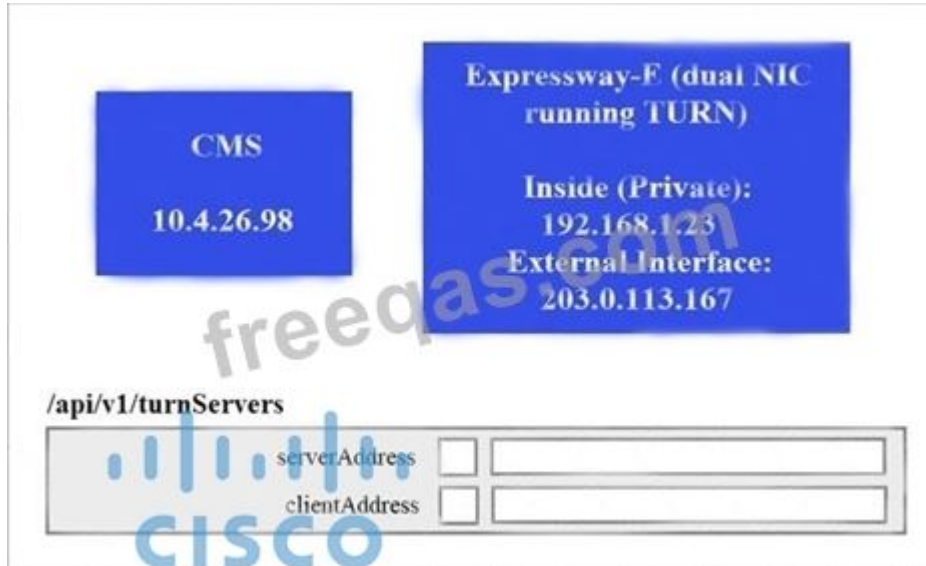 CMS
10.4.26.98
Expressway-E (dual NIC
running TURN)
Inside (Private):
192.168.1.23
External Interface:
203.0.113.167
freeqas.com
/api/v1/turnServers
serverAddress
clientAddress
CISCO